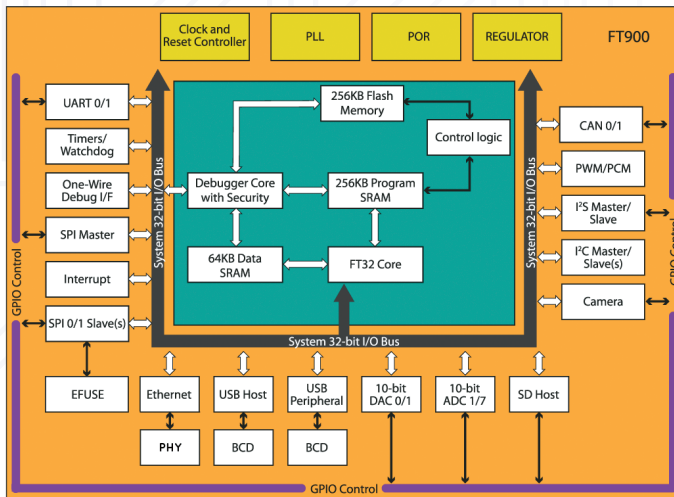 Clock and
Reset Controller
PLL
POR
REGULATOR
FT900
UART 0/1
Timers/
Watchdog
One-Wire
Debug I/F
SPI Master
Interrupt
SPI 0/1 Slave(s)
EFUSE
GPIO Control
System 32-bit I/O Bus
256KB Flash
Memory
Control logic
Debugger Core
with Security
256KB Program
SRAM
64KB Data
SRAM
FT32 Core
System 32-bit I/O Bus
CAN 0/1
PWM/PCM
I²S Master/
Slave
I²C Master/
Slave(s)
Camera
GPIO Control
System 32-bit I/O Bus
Ethernet
USB Host
USB
Peripheral
10-bit
DAC 0/1
10-bit
ADC 1/7
SD Host
PHY
BCD
BCD
GPIO Control